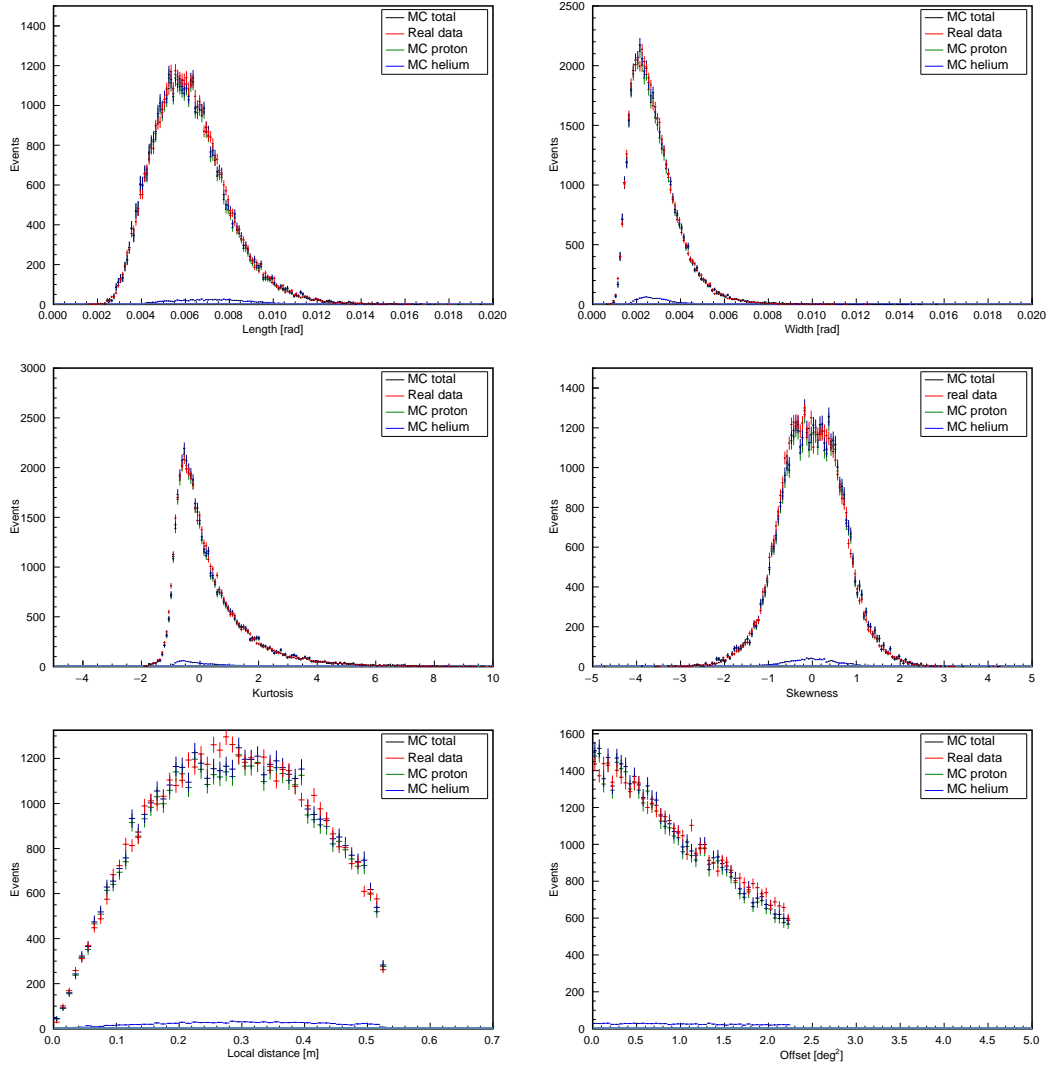 1400
1200
1000
800
600
400
200
0
Events
0.000 0.002 0.004 0.006 0.008 0.010 0.012 0.014 0.016 0.018 0.020
Length [rad]
MC total
Real data
MC proton
MC helium
2500
2000
1500
1000
500
0
Events
0.000 0.002 0.004 0.006 0.008 0.010 0.012 0.014 0.016 0.018 0.020
Width [rad]
MC total
Real data
MC proton
MC helium
3000
2500
2000
1500
1000
500
0
Events
−4 −2 0 2 4 6 8 10
Kurtosis
MC total
Real data
MC proton
MC helium
1400
1200
1000
800
600
400
200
0
Events
−5 −4 −3 −2 −1 0 1 2 3 4 5
Skewness
MC total
real data
MC proton
MC helium
1200
1000
800
600
400
200
0
Events
0.0 0.1 0.2 0.3 0.4 0.5 0.6 0.7
Local distance [m]
MC total
Real data
MC proton
MC helium
1600
1400
1200
1000
800
600
400
200
0
Events
0.0 0.5 1.0 1.5 2.0 2.5 3.0 3.5 4.0 4.5 5.0
Offset [deg²]
MC total
Real data
MC proton
MC helium